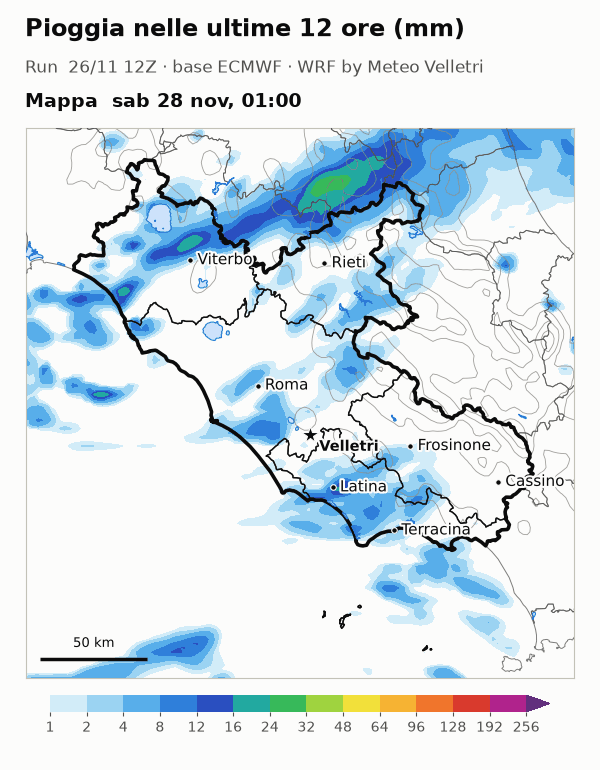 Pioggia nelle ultime 12 ore (mm)
Run  26/11 12Z · base ECMWF · WRF by Meteo Velletri
Mappa  sab 28 nov, 01:00
Viterbo
Rieti
Roma
Velletri
Frosinone
Latina
Cassino
Terracina
50 km
1 2 4 8 12 16 24 32 48 64 96 128 192 256